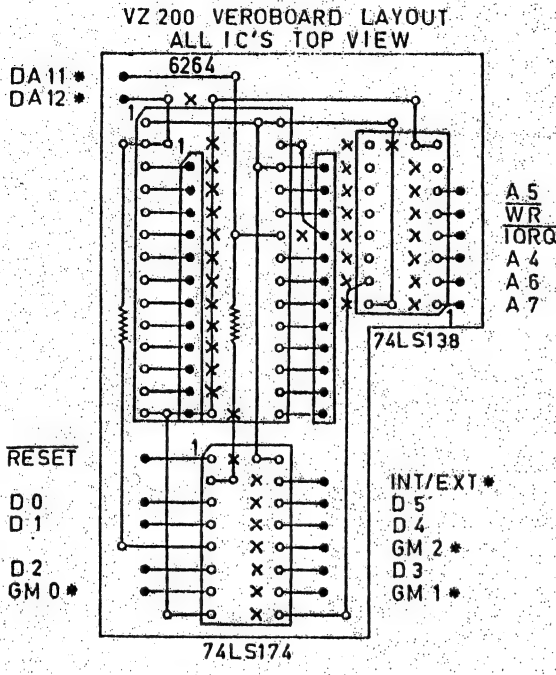 VZ 200 VEROBOARD LAYOUT
ALL IC'S TOP VIEW
6264
DA 11 *
DA 12 *
1
1
A 5
WR
IORQ
A 4
A 6
A 7
1
74LS138
RESET
1
D 0
D 1
D 2
GM 0 *
INT/EXT *
D 5
D 4
GM 2 *
D 3
GM 1 *
74LS174